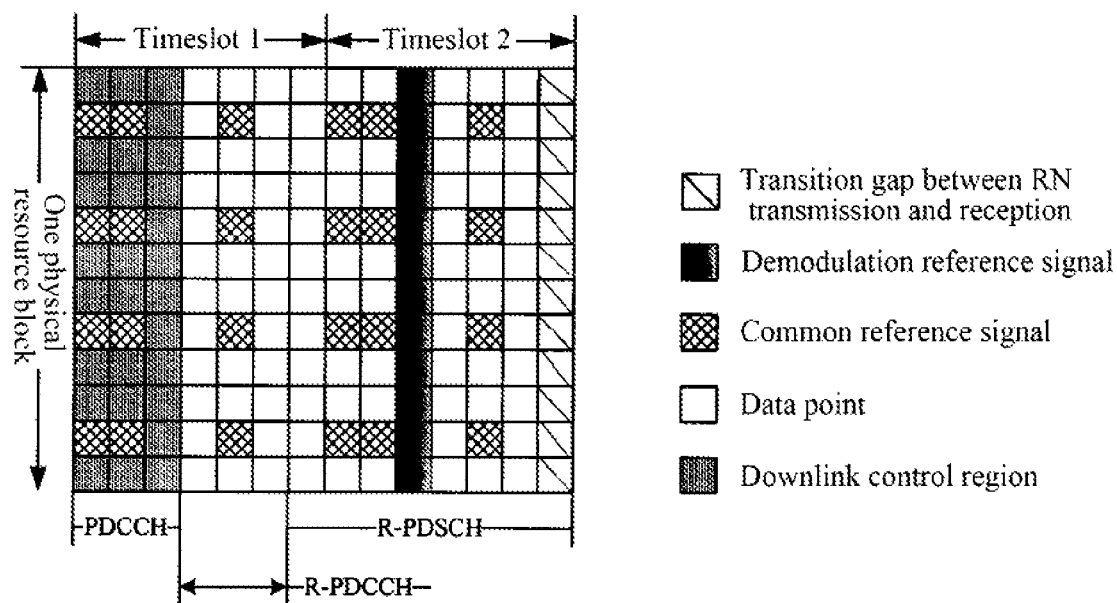 Timeslot 1
Timeslot 2
One physical
resource block
PDCCH
R-PDSCH
R-PDCCH
Transition gap between RN
transmission and reception
Demodulation reference signal
Common reference signal
Data point
Downlink control region